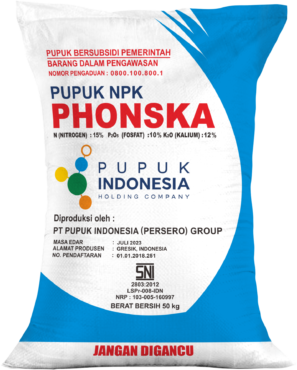 PUPUK BERSUBSIDI PEMERINTAH
BARANG DALAM PENGAWASAN
NOMOR PENGADUAN : 0800.100.800.1
PUPUK NPK
PHONSKA
N (NITROGEN) : 15% P₂O₅ (FOSFAT) :10% K₂O (KALIUM) :12%
PUPUK
INDONESIA
HOLDING COMPANY
Diproduksi oleh :
PT PUPUK INDONESIA (PERSERO) GROUP
MASA EDAR : JULI 2023
ALAMAT PRODUSEN : GRESIK, INDONESIA
NO. PENDAFTARAN : 01.01.2018.281
SNI
2803:2012
LSPr-008-IDN
NRP : 103-005-160997
BERAT BERSIH 50 kg
JANGAN DIGANCU